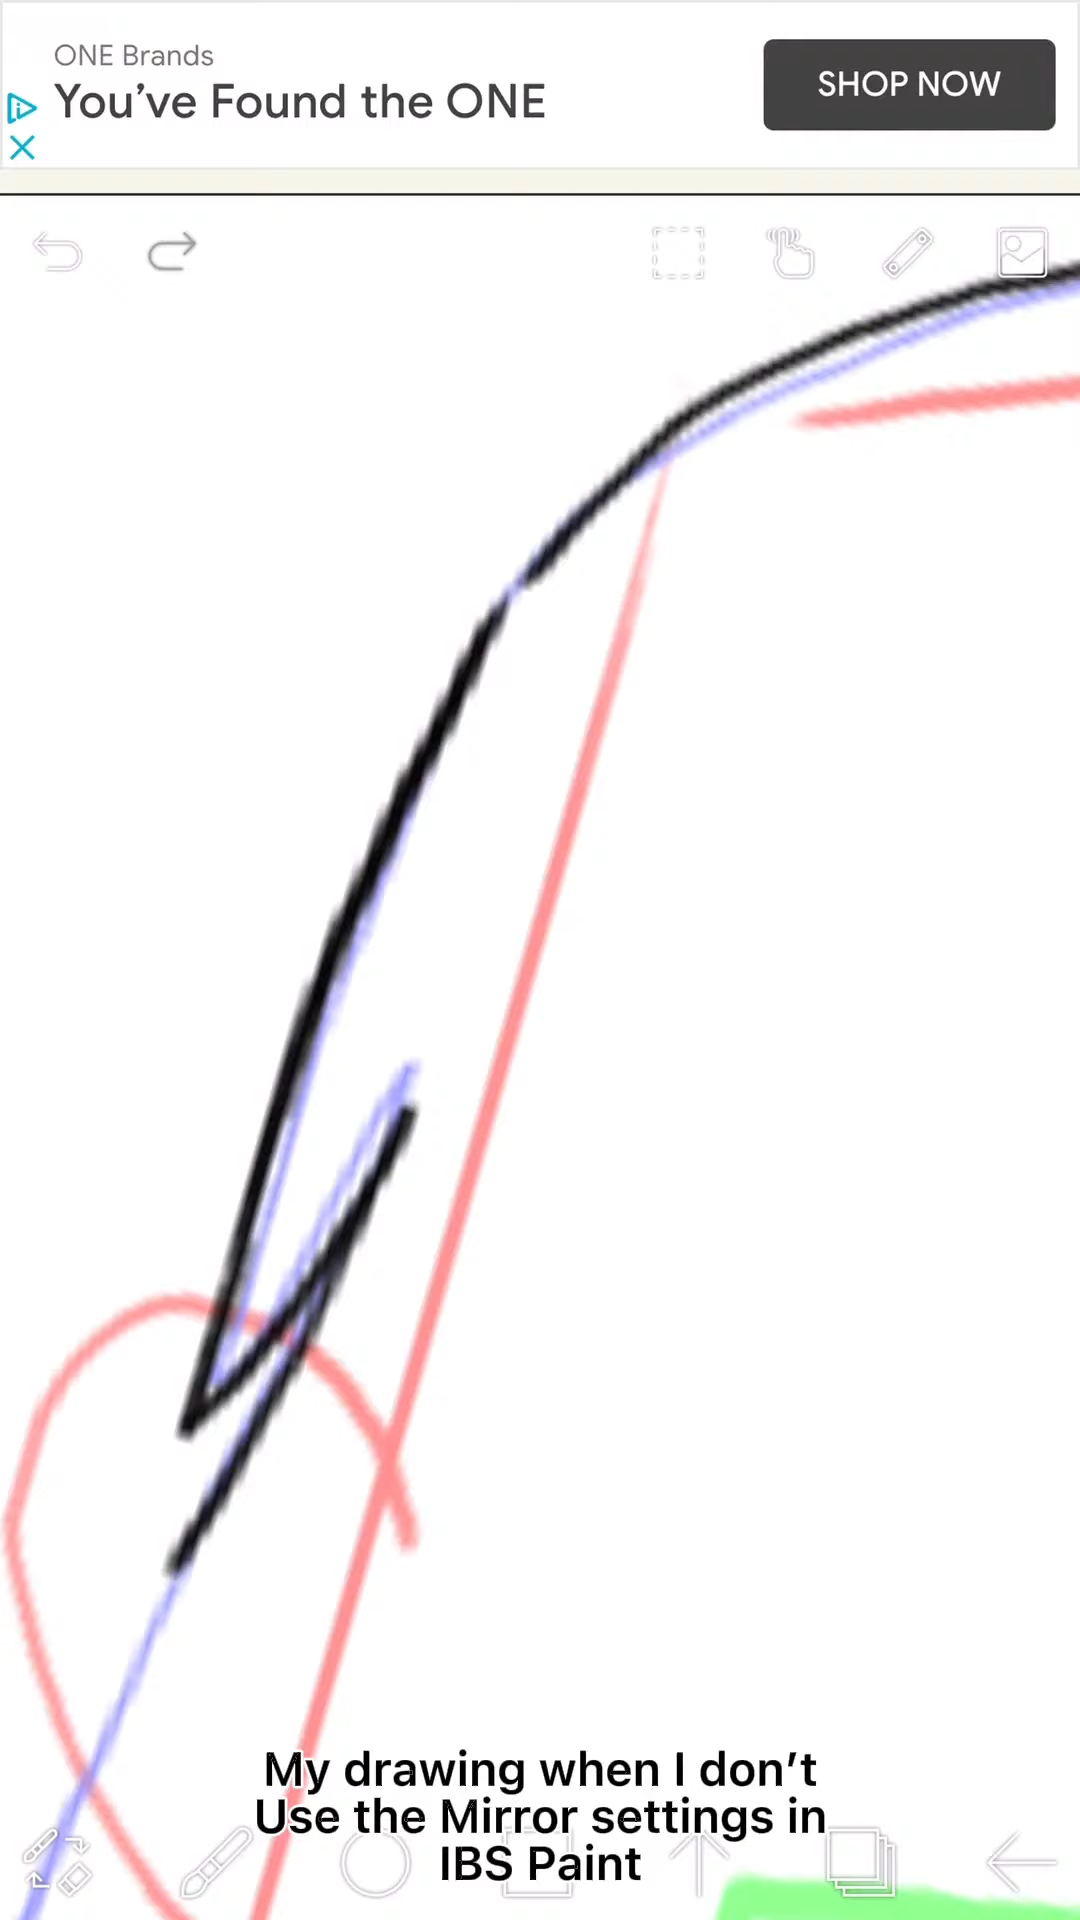 ONE Brands
You’ve Found the ONE
SHOP NOW
My drawing when I don’t
Use the Mirror settings in
IBS Paint